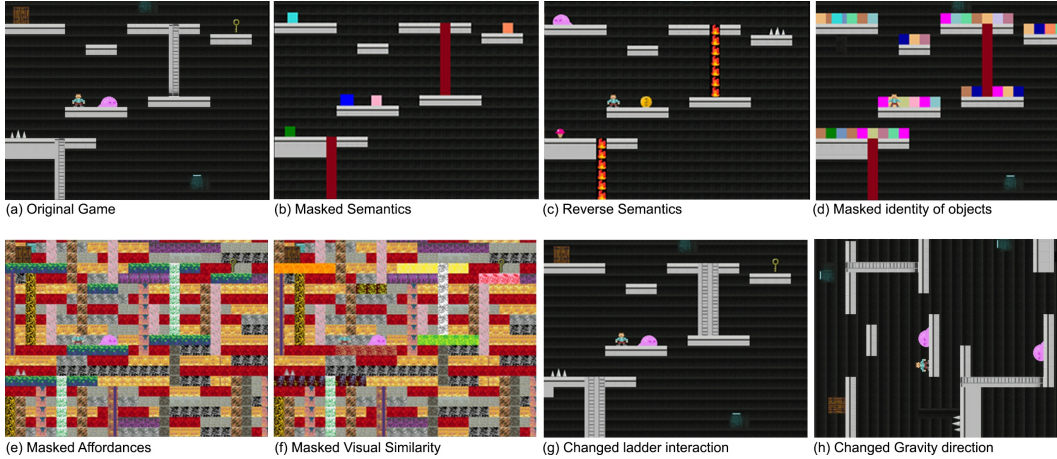 (a) Original Game
(b) Masked Semantics
(c) Reverse Semantics
(d) Masked identity of objects
(e) Masked Affordances
(f) Masked Visual Similarity
(g) Changed ladder interaction
(h) Changed Gravity direction